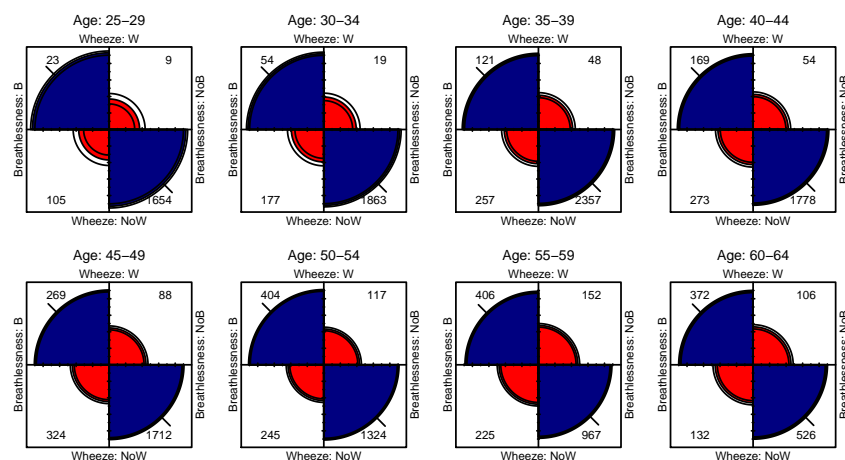 Age: 25–29
Wheeze: W
23 9
Breathlessness: B
Breathlessness: NoB
105 1654
Wheeze: NoW
Age: 30–34
Wheeze: W
54 19
Breathlessness: B
Breathlessness: NoB
177 1863
Wheeze: NoW
Age: 35–39
Wheeze: W
121 48
Breathlessness: B
Breathlessness: NoB
257 2357
Wheeze: NoW
Age: 40–44
Wheeze: W
169 54
Breathlessness: B
Breathlessness: NoB
273 1778
Wheeze: NoW
Age: 45–49
Wheeze: W
269 88
Breathlessness: B
Breathlessness: NoB
324 1712
Wheeze: NoW
Age: 50–54
Wheeze: W
404 117
Breathlessness: B
Breathlessness: NoB
245 1324
Wheeze: NoW
Age: 55–59
Wheeze: W
406 152
Breathlessness: B
Breathlessness: NoB
225 967
Wheeze: NoW
Age: 60–64
Wheeze: W
372 106
Breathlessness: B
Breathlessness: NoB
132 526
Wheeze: NoW